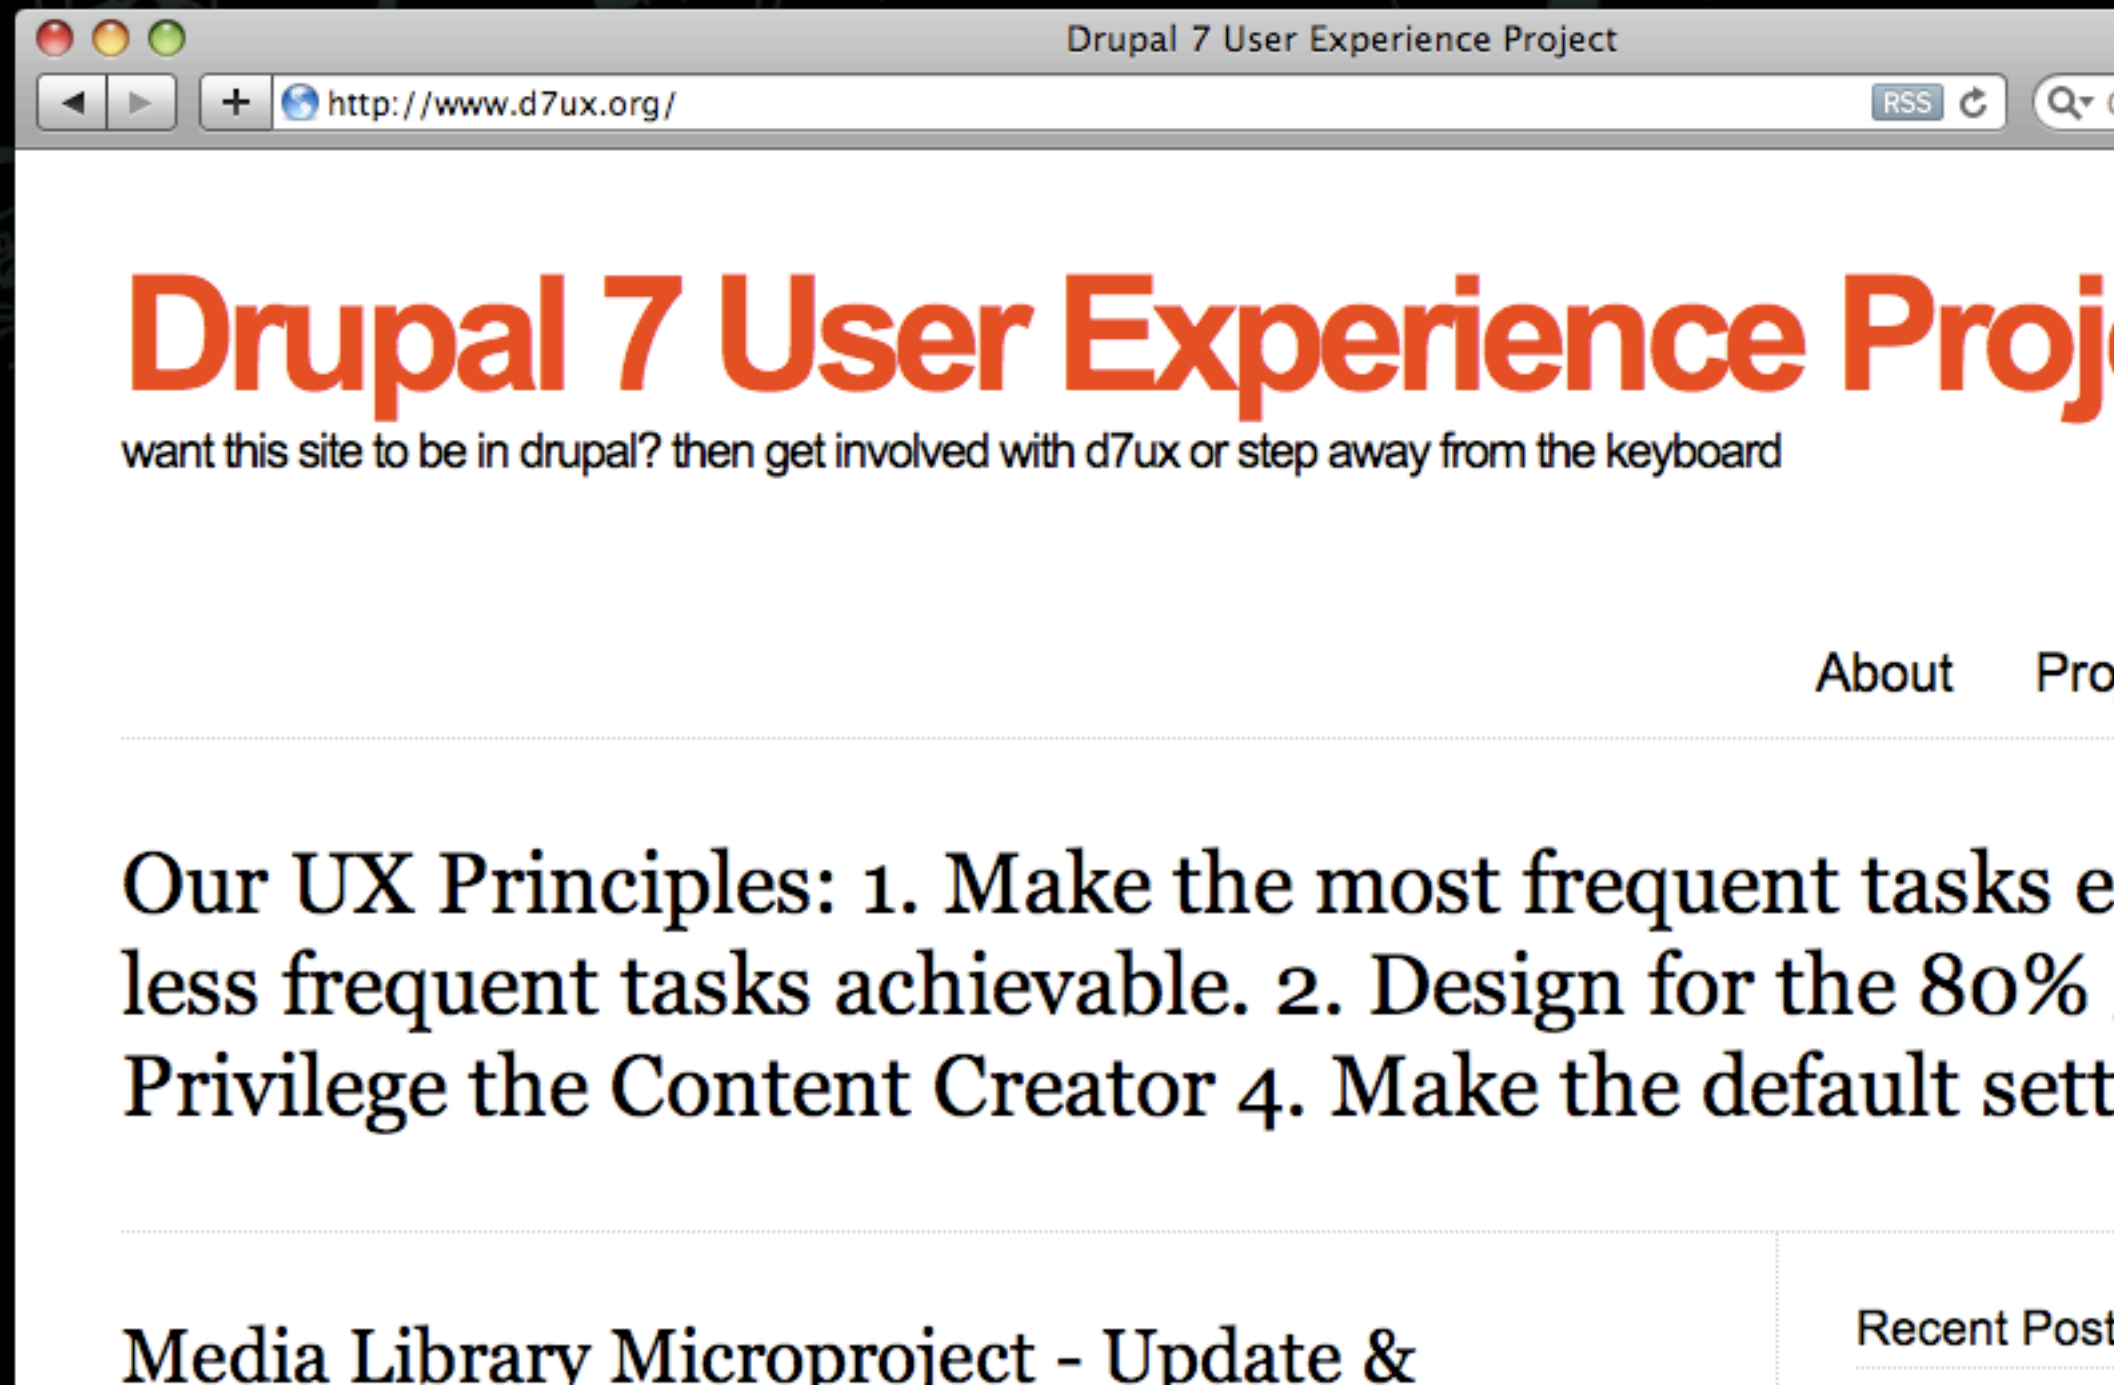 Drupal 7 User Experience Project
http://www.d7ux.org/
RSS
Drupal 7 User Experience Proj
want this site to be in drupal? then get involved with d7ux or step away from the keyboard
About Pro
Our UX Principles: 1. Make the most frequent tasks e
less frequent tasks achievable. 2. Design for the 80%
Privilege the Content Creator 4. Make the default sett
Media Library Microproject - Update &
Recent Post